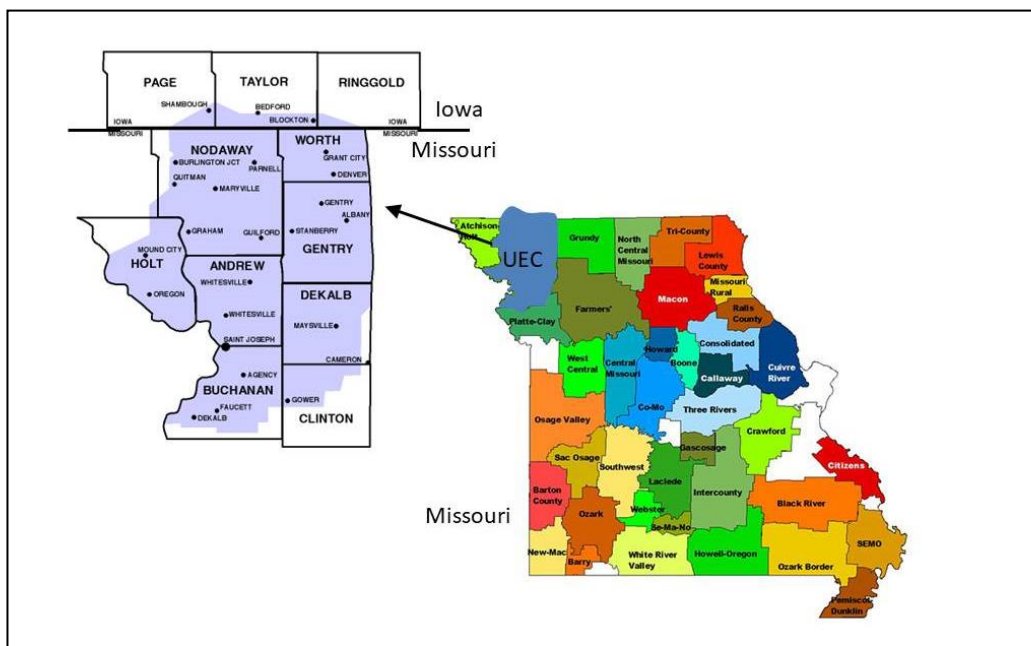 PAGE
TAYLOR
RINGGOLD
SHAMBOUGH
BEDFORD
BLOCKTON
IOWA
IOWA
Iowa
MISSOURI
MISSOURI
Missouri
NODAWAY
WORTH
BURLINGTON JCT
PARNELL
GRANT CITY
QUITMAN
DENVER
MARYVILLE
GENTRY
ALBANY
GRAHAM
GUILFORD
STANBERRY
GENTRY
MOUND CITY
HOLT
ANDREW
WHITESVILLE
OREGON
DEKALB
WHITESVILLE
MAYSVILLE
SAINT JOSEPH
CAMERON
AGENCY
BUCHANAN
GOWER
FAUCETT
DEKALB
CLINTON
Atchison-
Holt
UEC
Grundy
North
Central
Missouri
Tri-County
Lewis
County
Missouri
Rural
Macon
Ralls
County
Farmers'
Platte-Clay
Consolidated
Howard
West
Central
Central
Missouri
Boone
Callaway
Cuivre
River
Co-Mo
Three Rivers
Osage Valley
Crawford
Gascosage
Sac Osage
Southwest
Citizens
Laclede
Intercounty
Barton
County
Black River
Missouri
Ozark
Webster
Se-Ma-No
SEMO
New-Mac
Barry
White River
Valley
Howell-Oregon
Ozark Border
Pemiscot-
Dunklin